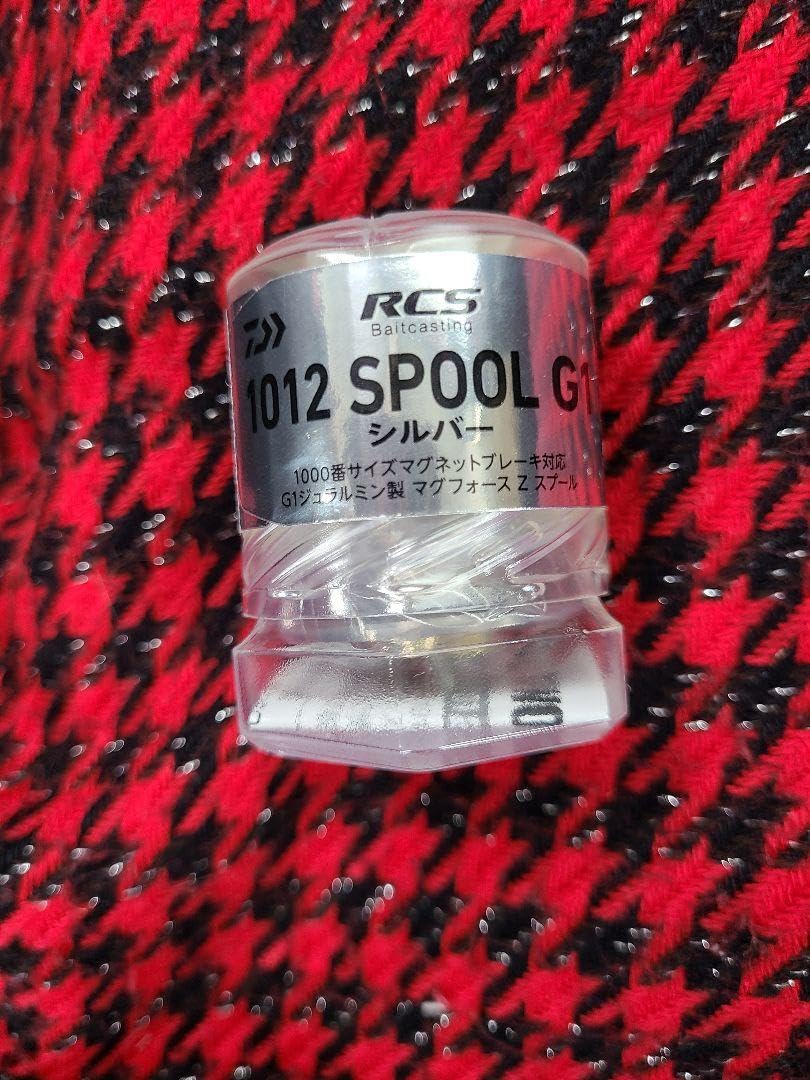 RCS
Baitcasting
1012 SPOOL G1
シルバー
1000番サイズマグネットブレーキ対応
G1ジュラルミン製 マグフォース Z スプール